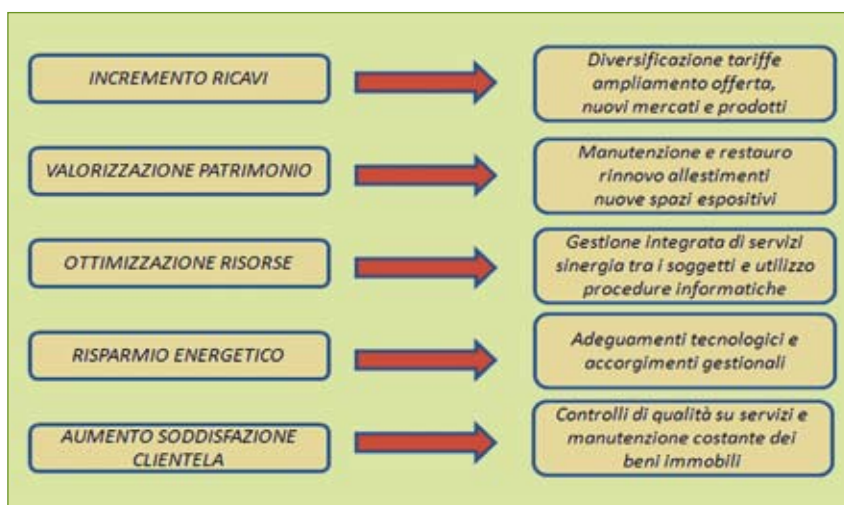 INCREMENTO RICAVI
Diversificazione tariffe
ampliamento offerta,
nuovi mercati e prodotti
VALORIZZAZIONE PATRIMONIO
Manutenzione e restauro
rinnovo allestimenti
nuove spazi espositivi
OTTIMIZZAZIONE RISORSE
Gestione integrata di servizi
sinergia tra i soggetti e utilizzo
procedure informatiche
RISPARMIO ENERGETICO
Adeguamenti tecnologici e
accorgimenti gestionali
AUMENTO SODDISFAZIONE
CLIENTELA
Controlli di qualità su servizi e
manutenzione costante dei
beni immobili